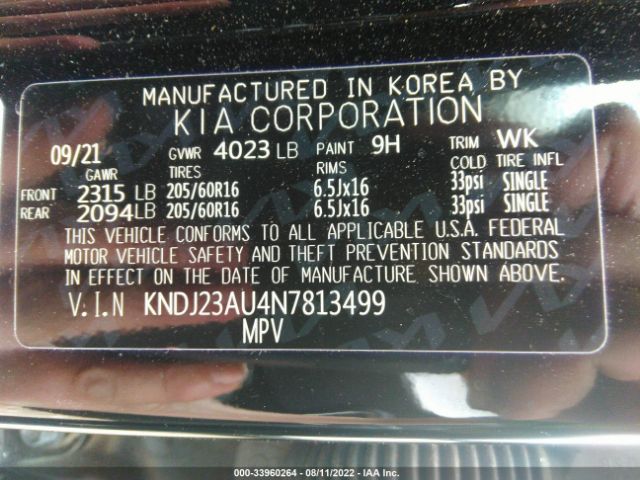 MANUFACTURED IN KOREA BY
KIA CORPORATION
09/21 GVWR 4023 LB PAINT 9H TRIM WK
GAWR TIRES RIMS COLD TIRE INFL
FRONT 2315 LB 205/60R16 6.5Jx16 33psi SINGLE
REAR 2094 LB 205/60R16 6.5Jx16 33psi SINGLE
THIS VEHICLE CONFORMS TO ALL APPLICABLE U.S.A. FEDERAL
MOTOR VEHICLE SAFETY AND THEFT PREVENTION STANDARDS
IN EFFECT ON THE DATE OF MANUFACTURE SHOWN ABOVE.
V.I.N KNDJ23AU4N7813499
MPV
000-33960264 - 08/11/2022 - IAA Inc.